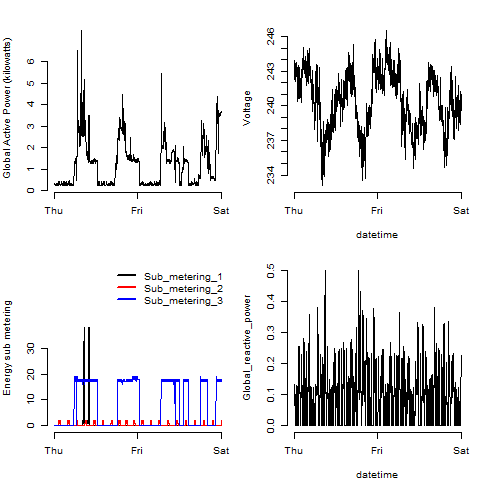 Global Active Power (kilowatts)
0 1 2 3 4 5 6
Thu Fri Sat
Voltage
234 237 240 243 246
Thu Fri Sat
datetime
Energy sub metering
0 10 20 30
Sub_metering_1
Sub_metering_2
Sub_metering_3
Thu Fri Sat
Global_reactive_power
0.0 0.1 0.2 0.3 0.4 0.5
Thu Fri Sat
datetime